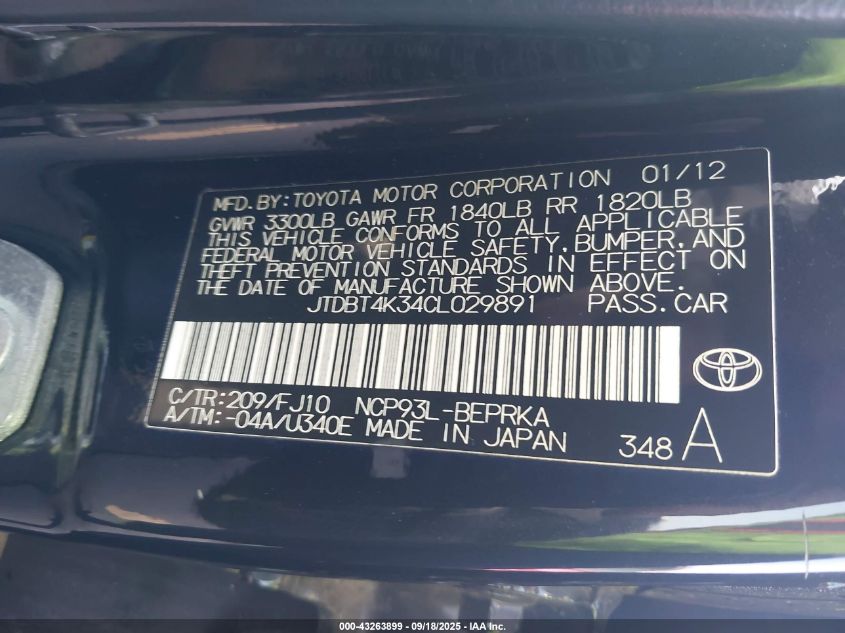 MFD.BY:TOYOTA MOTOR CORPORATION 01/12
GVWR 3300LB GAWR FR 1840LB RR 1820LB
THIS VEHICLE CONFORMS TO ALL APPLICABLE
FEDERAL MOTOR VEHICLE SAFETY,BUMPER,AND
THEFT PREVENTION STANDARDS IN EFFECT ON
THE DATE OF MANUFACTURE SHOWN ABOVE.
JTDBT4K34CL029891 PASS.CAR
C/TR:209/FJ10 NCP93L-BEPRKA
A/TM:-04A/U340E MADE IN JAPAN 348 A
000-43263899 - 09/18/2025 - IAA Inc.